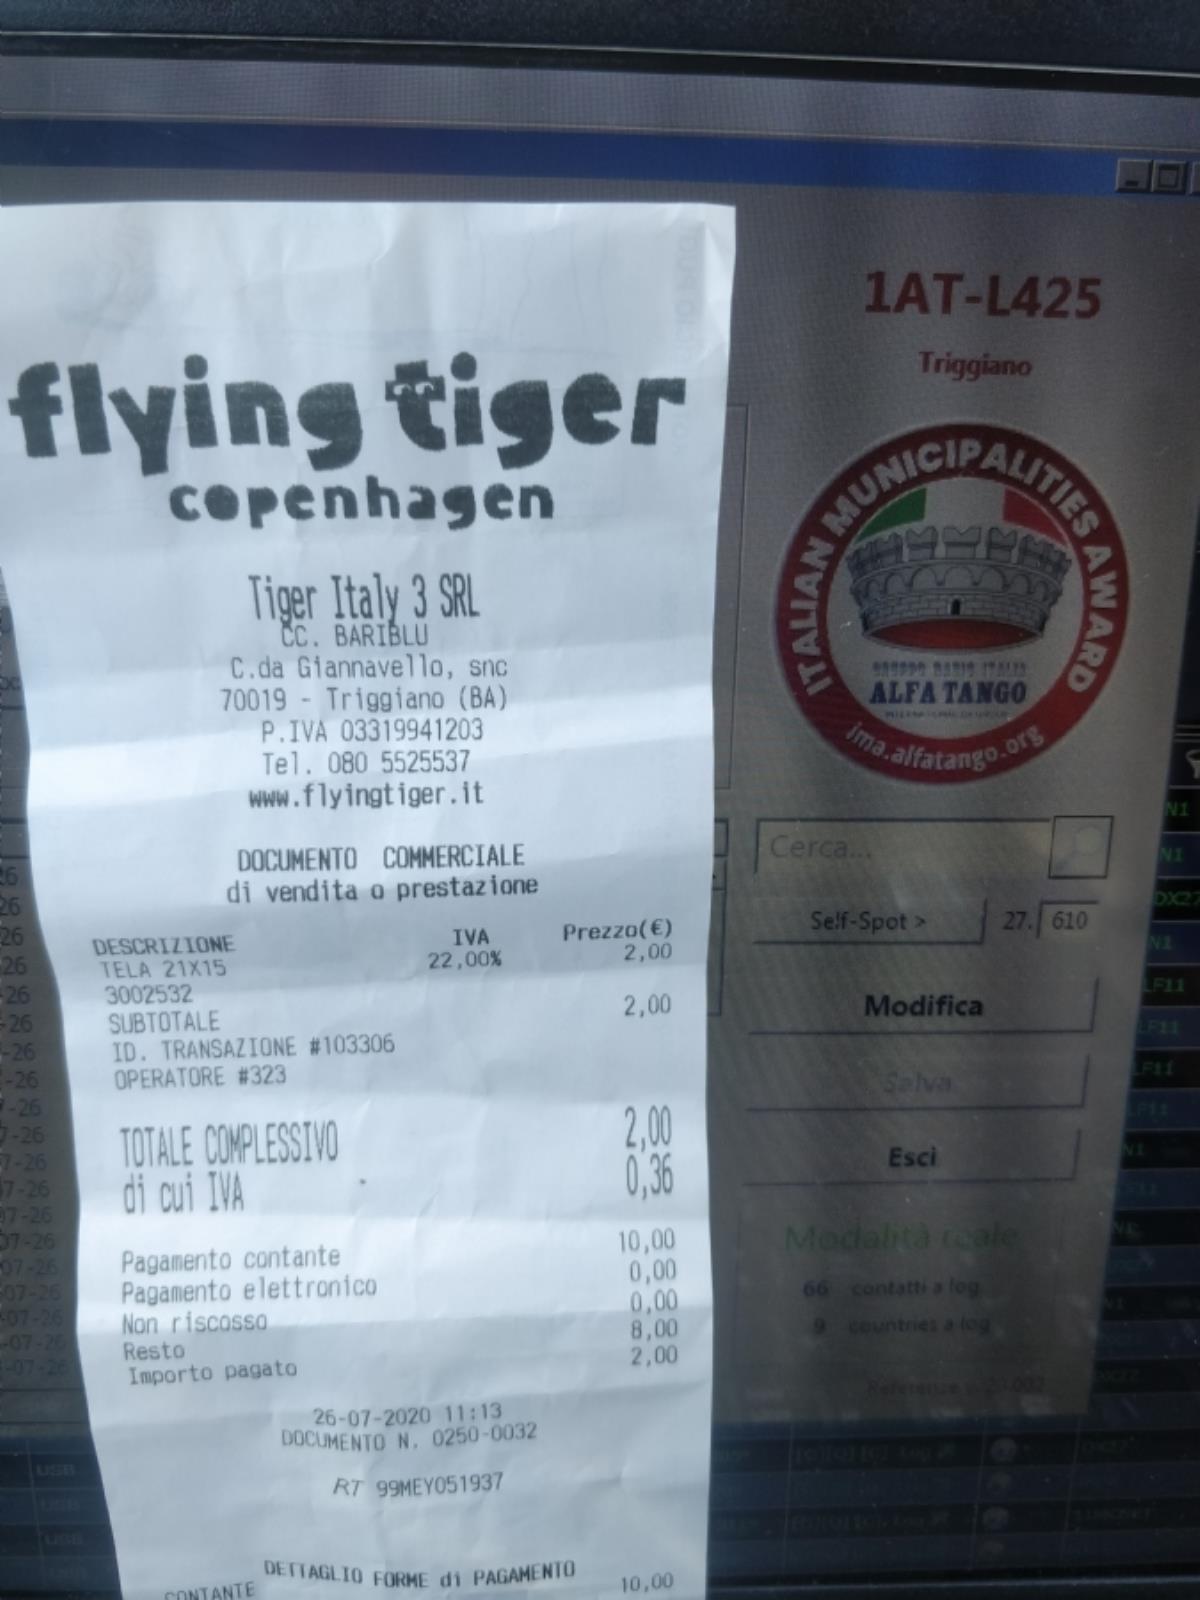 flying tiger
copenhagen
Tiger Italy 3 SRL
CC. BARIBLU
C.da Giannavello, snc
70019 - Triggiano (BA)
P.IVA 03319941203
Tel. 080 5525537
www.flyingtiger.it
DOCUMENTO COMMERCIALE
di vendita o prestazione
DESCRIZIONE IVA Prezzo(€)
TELA 21X15 22,00% 2,00
3002532
SUBTOTALE 2,00
ID. TRANSAZIONE #103306
OPERATORE #323
TOTALE COMPLESSIVO 2,00
di cui IVA 0,36
Pagamento contante 10,00
Pagamento elettronico 0,00
Non riscosso 0,00
Resto 8,00
Importo pagato 2,00
26-07-2020 11:13
DOCUMENTO N. 0250-0032
RT 99MEY051937
DETTAGLIO FORME di PAGAMENTO
CONTANTE 10,00
1AT-L425
Triggiano
ITALIAN MUNICIPALITIES AWARD
GRUPPO RADIO ITALIA
ALFA TANGO
ima.alfatango.org
Cerca...
Self-Spot > 27. 610
Modifica
Salva
Esci
Modalità reale
66 contatti a log
9 countries a log